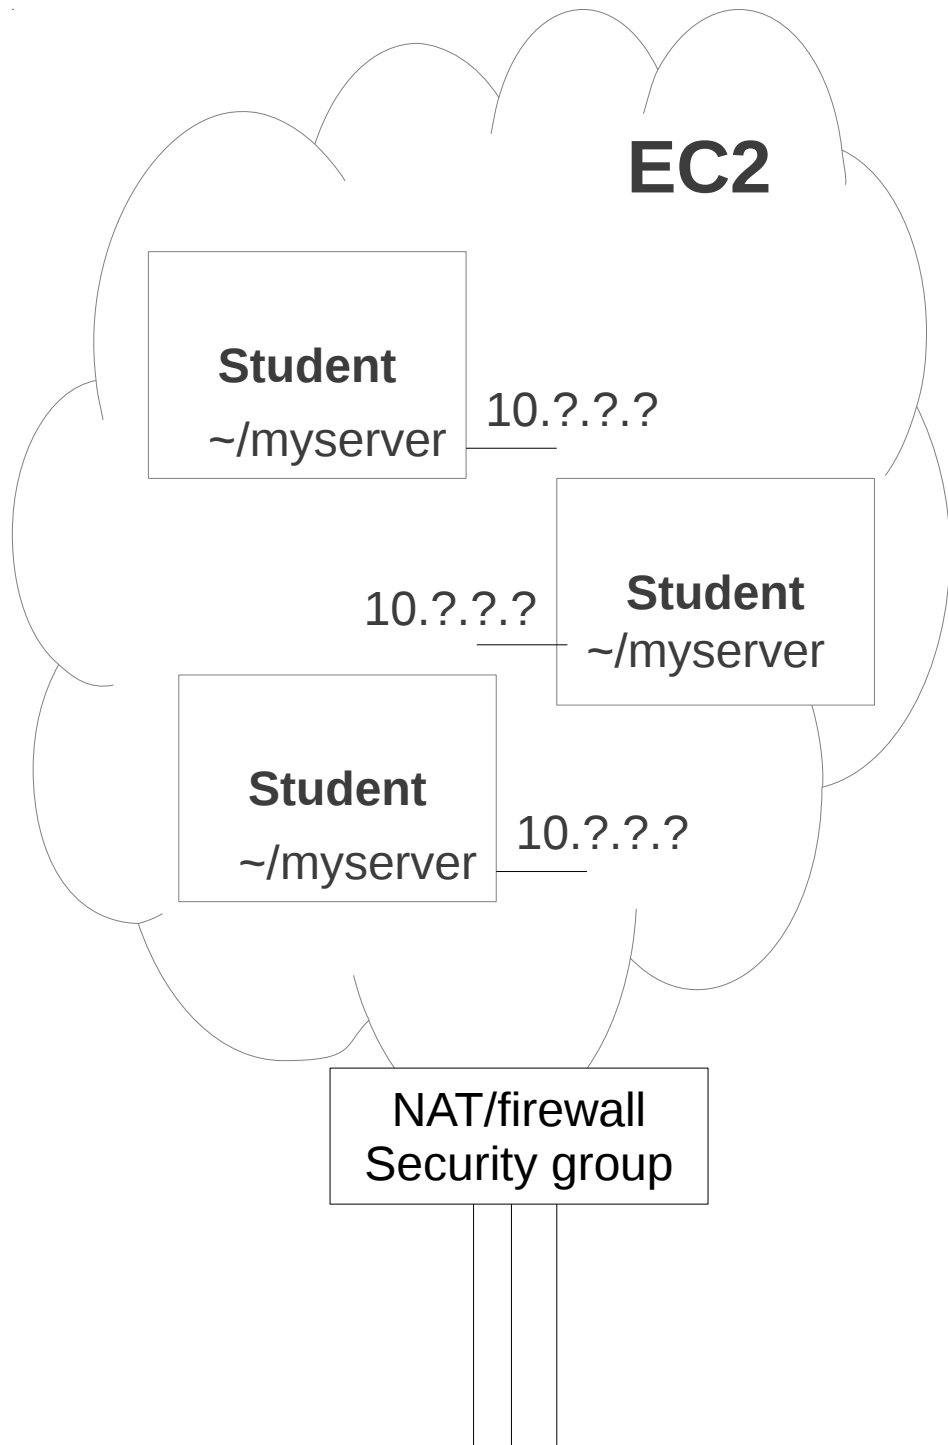 EC2
Student
~/myserver
10.?.?.?
10.?.?.?
Student
~/myserver
Student
~/myserver
10.?.?.?
NAT/firewall
Security group